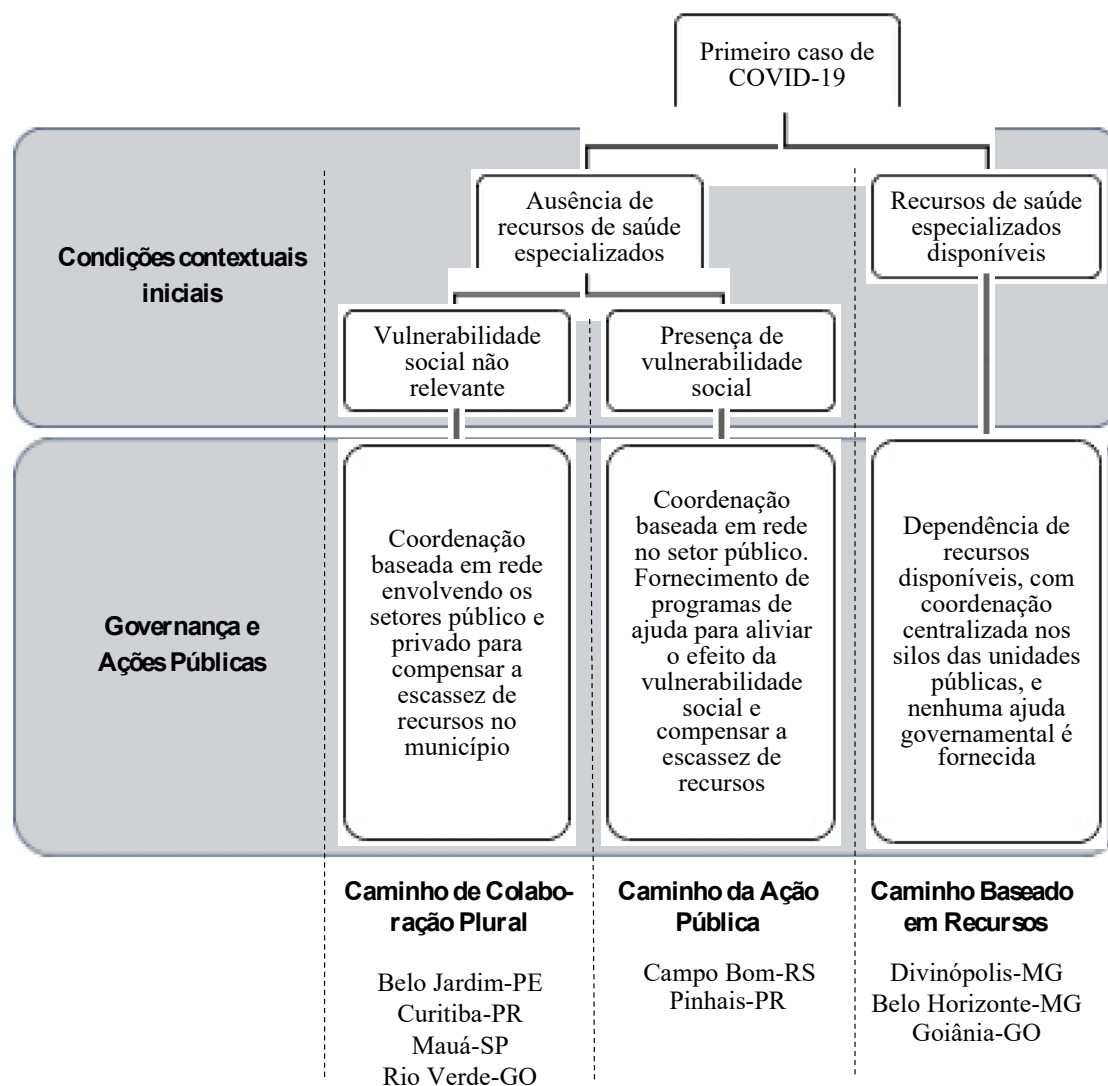 Primeiro caso de
COVID-19
Condições contextuais
iniciais
Ausência de
recursos de saúde
especializados
Recursos de saúde
especializados
disponíveis
Vulnerabilidade
social não
relevante
Presença de
vulnerabilidade
social
Governança e
Ações Públicas
Coordenação
baseada em rede
envolvendo os
setores público e
privado para
compensar a
escassez de
recursos no
município
Coordenação
baseada em rede
no setor público.
Fornecimento de
programas de
ajuda para aliviar
o efeito da
vulnerabilidade
social e
compensar a
escassez de
recursos
Dependência de
recursos
disponíveis, com
coordenação
centralizada nos
silos das unidades
públicas, e
nenhuma ajuda
governamental é
fornecida
Caminho de Colabo-
ração Plural
Belo Jardim-PE
Curitiba-PR
Mauá-SP
Rio Verde-GO
Caminho da Ação
Pública
Campo Bom-RS
Pinhais-PR
Caminho Baseado
em Recursos
Divinópolis-MG
Belo Horizonte-MG
Goiânia-GO